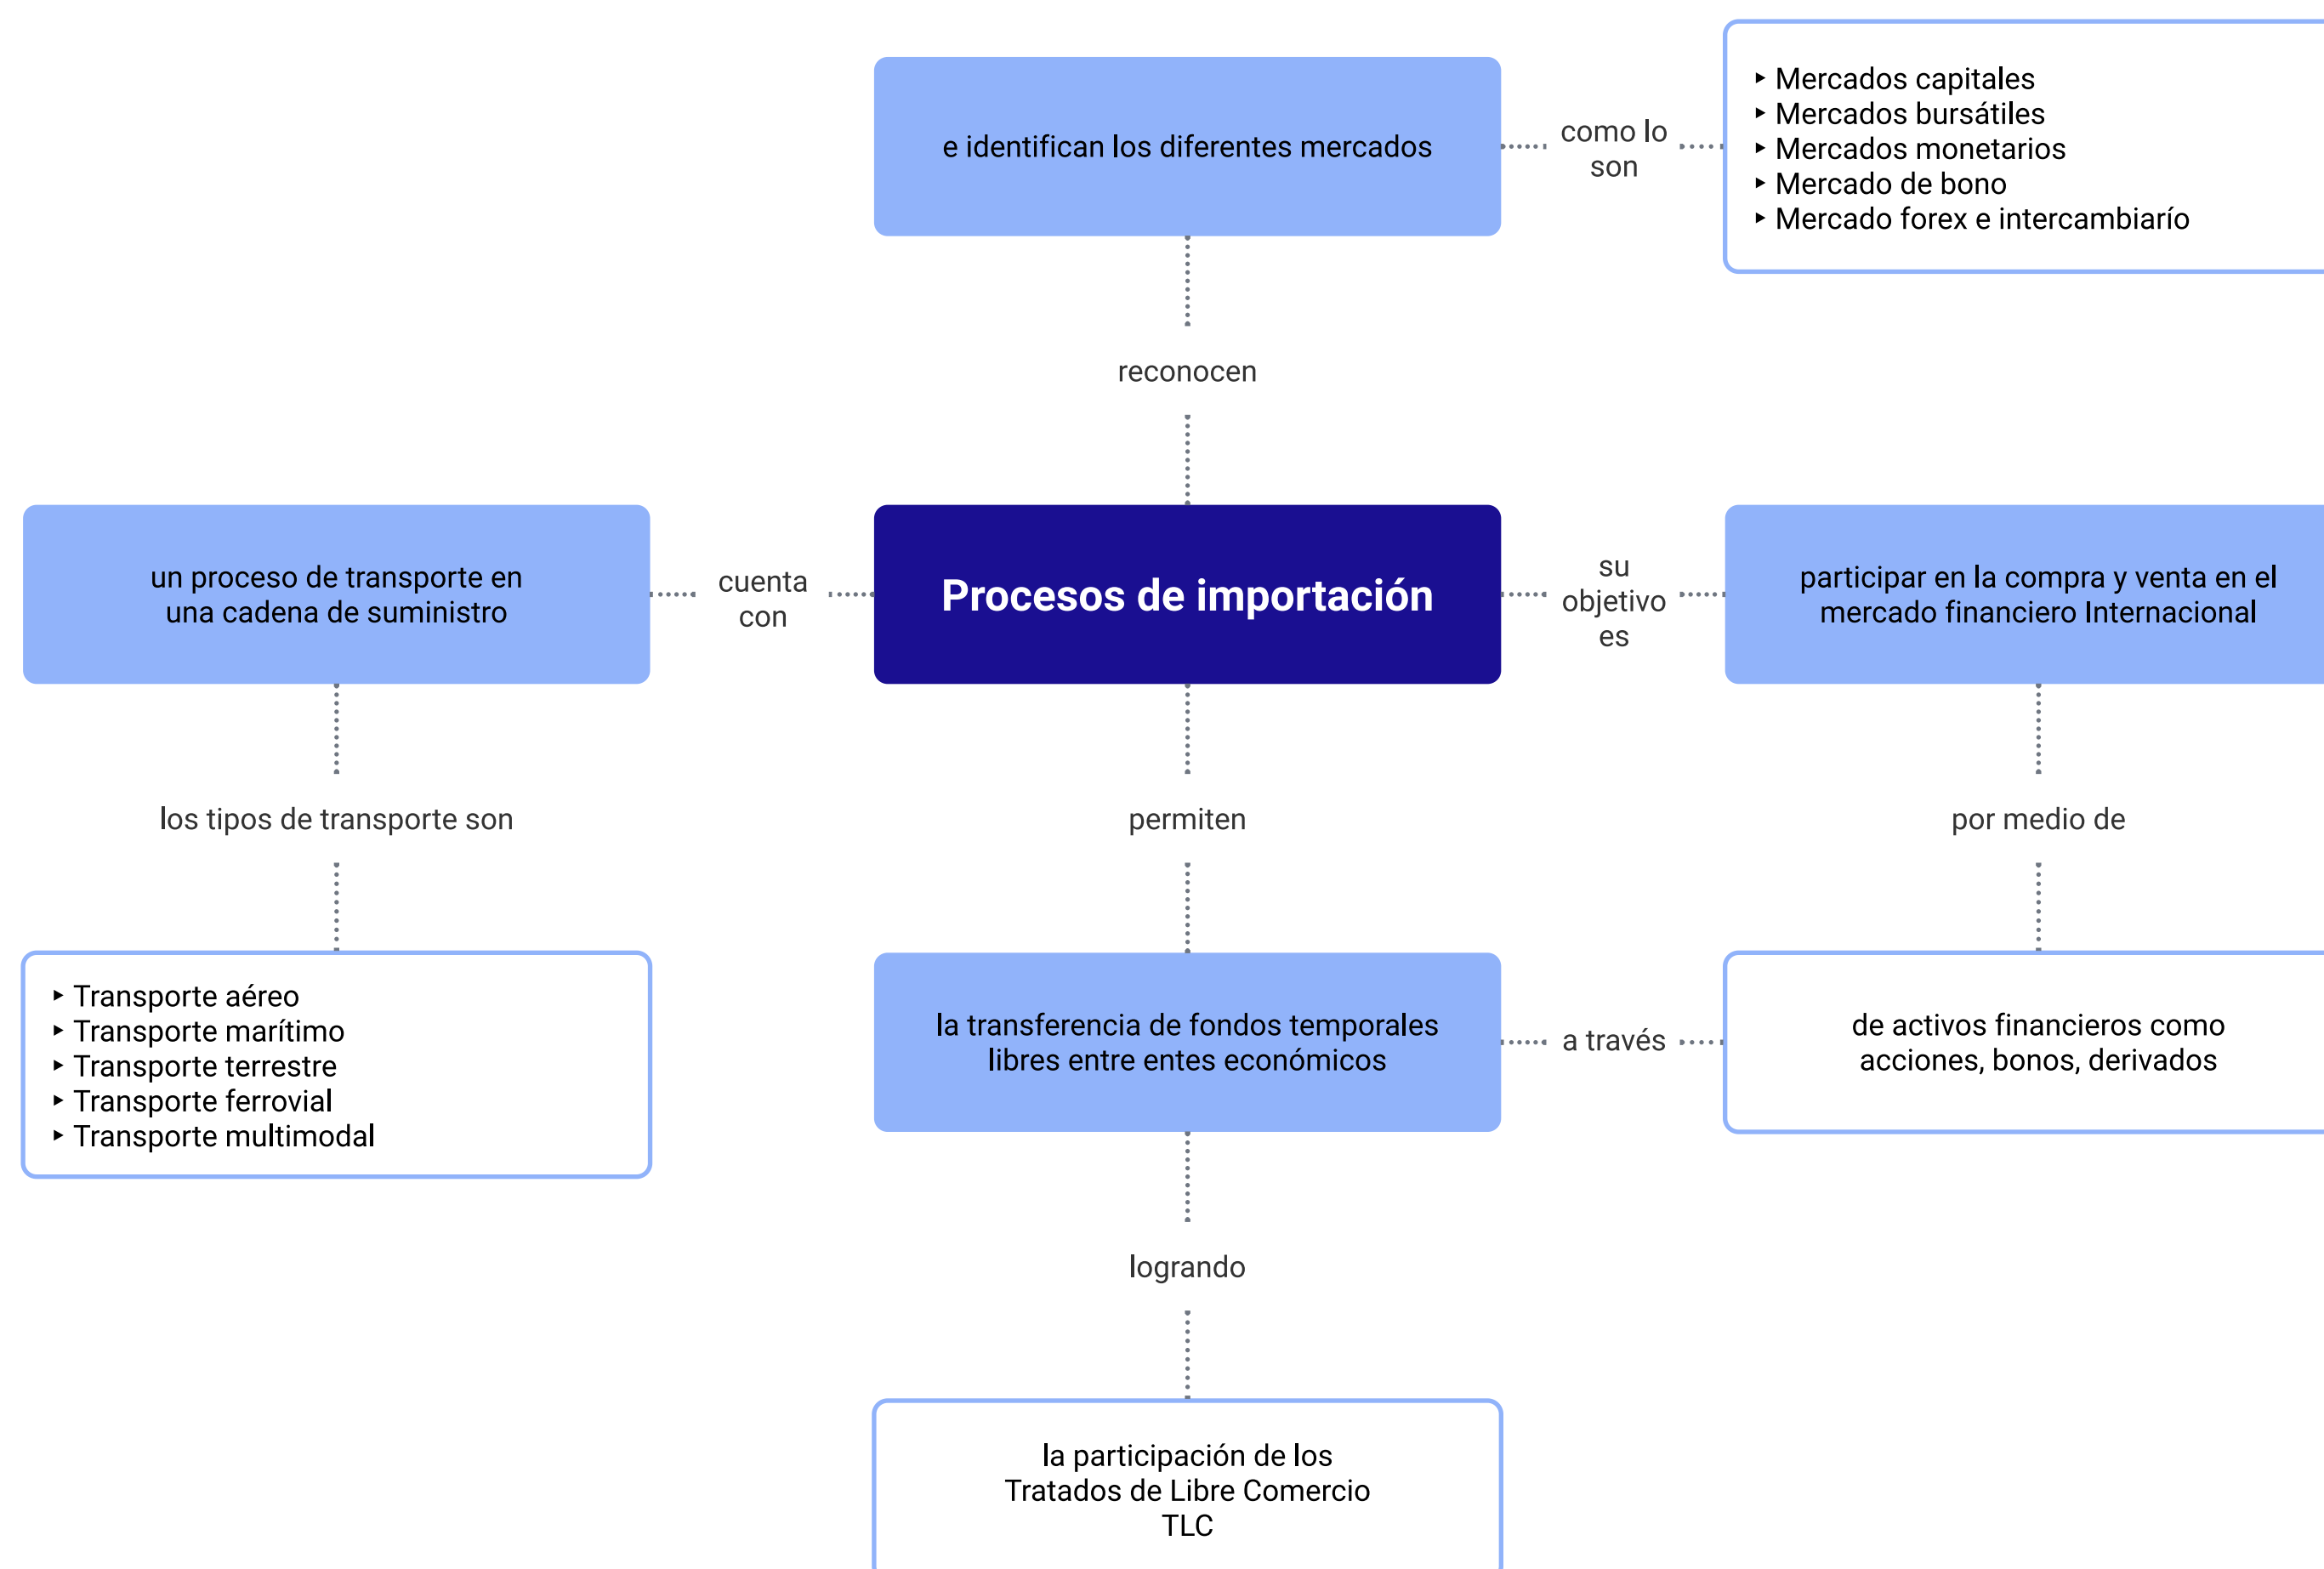 e identifican los diferentes mercados
como lo
son
‣ Mercados capitales
‣ Mercados bursátiles
‣ Mercados monetarios
‣ Mercado de bono
‣ Mercado forex e intercambiarío
reconocen
un proceso de transporte en
una cadena de suministro
cuenta
con
Procesos de importación
su
objetivo
es
participar en la compra y venta en el
mercado financiero Internacional
los tipos de transporte son
permiten
por medio de
‣ Transporte aéreo
‣ Transporte marítimo
‣ Transporte terrestre
‣ Transporte ferrovial
‣ Transporte multimodal
la transferencia de fondos temporales
libres entre entes económicos
a través
de activos financieros como
acciones, bonos, derivados
logrando
la participación de los
Tratados de Libre Comercio
TLC